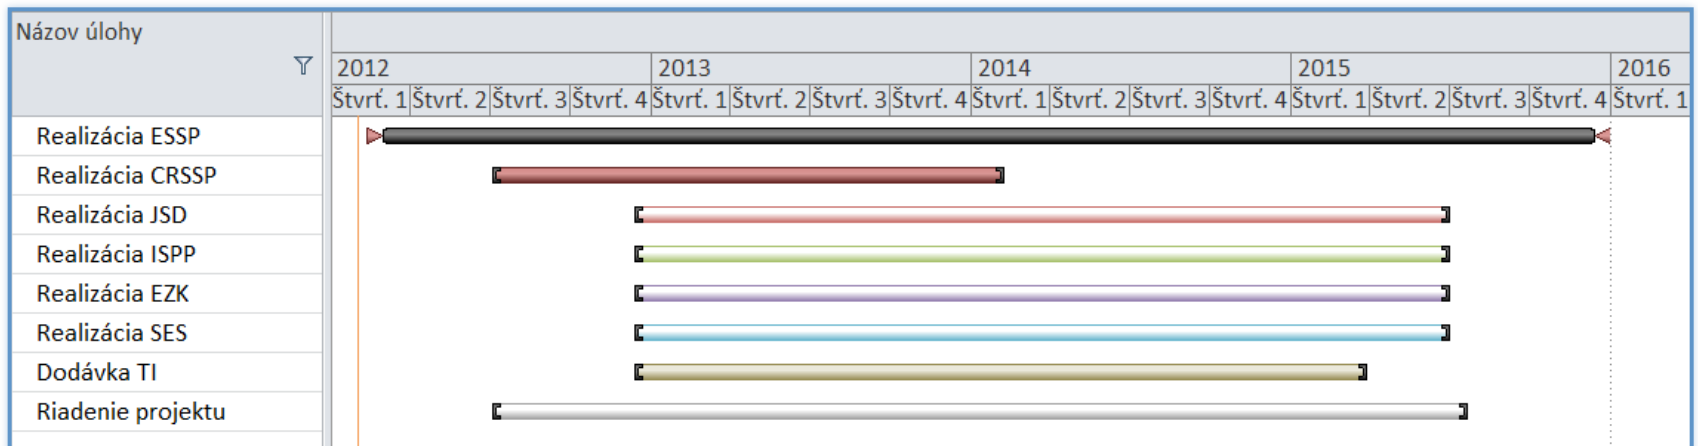 Názov úlohy
2012 2013 2014 2015 2016
Štvrť. 1 Štvrť. 2 Štvrť. 3 Štvrť. 4 Štvrť. 1 Štvrť. 2 Štvrť. 3 Štvrť. 4 Štvrť. 1 Štvrť. 2 Štvrť. 3 Štvrť. 4 Štvrť. 1 Štvrť. 2 Štvrť. 3 Štvrť. 4 Štvrť. 1
Realizácia ESSP
Realizácia CRSSP
Realizácia JSD
Realizácia ISPP
Realizácia EZK
Realizácia SES
Dodávka TI
Riadenie projektu